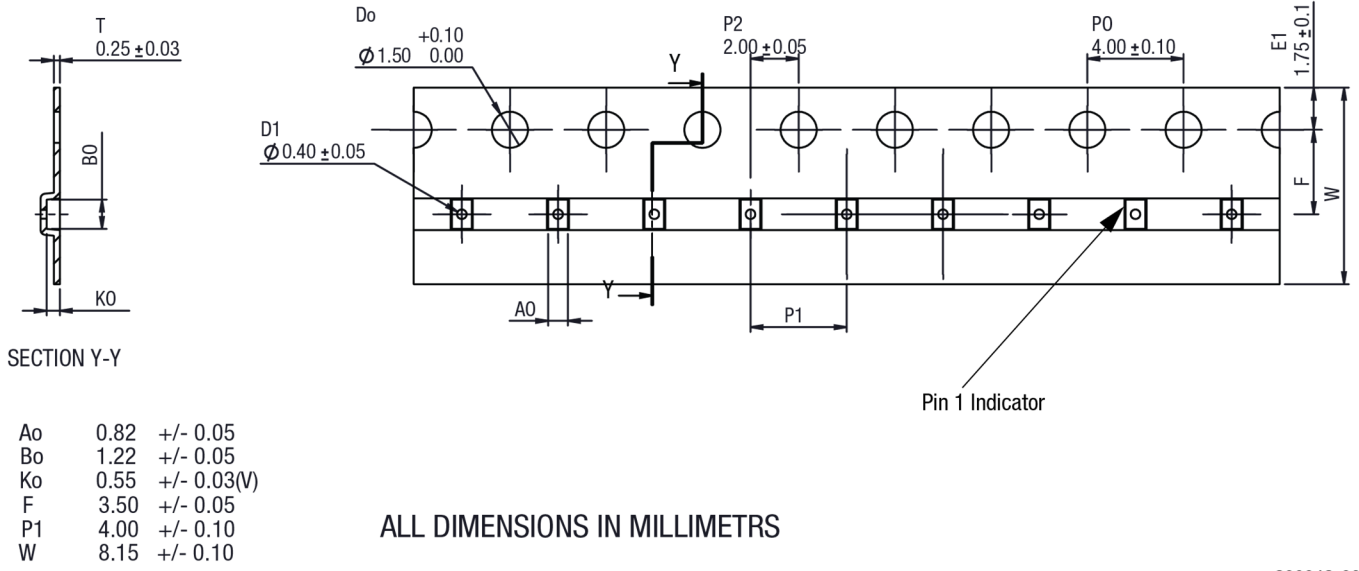 T
0.25 ±0.03
Do
+0.10
Ø 1.50 0.00
P2
2.00 ±0.05
P0
4.00 ±0.10
E1
1.75 ±0.1
Y
D1
Ø 0.40 ±0.05
B0
F
W
K0
Y
A0
P1
SECTION Y-Y
Pin 1 Indicator
Ao 0.82 +/- 0.05
Bo 1.22 +/- 0.05
Ko 0.55 +/- 0.03(V)
F 3.50 +/- 0.05
P1 4.00 +/- 0.10
W 8.15 +/- 0.10
ALL DIMENSIONS IN MILLIMETRS